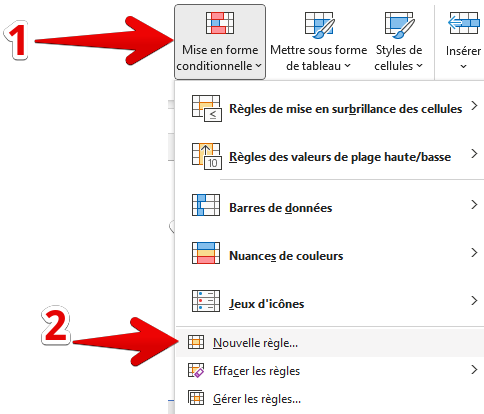 1
Mise en forme
conditionnelle
Mettre sous forme
de tableau
Styles de
cellules
Insérer
≤
Règles de mise en surbrillance des cellules
10
Règles des valeurs de plage haute/basse
Barres de données
Nuances de couleurs
Jeux d'icônes
2
Nouvelle règle...
Effacer les règles
Gérer les règles...